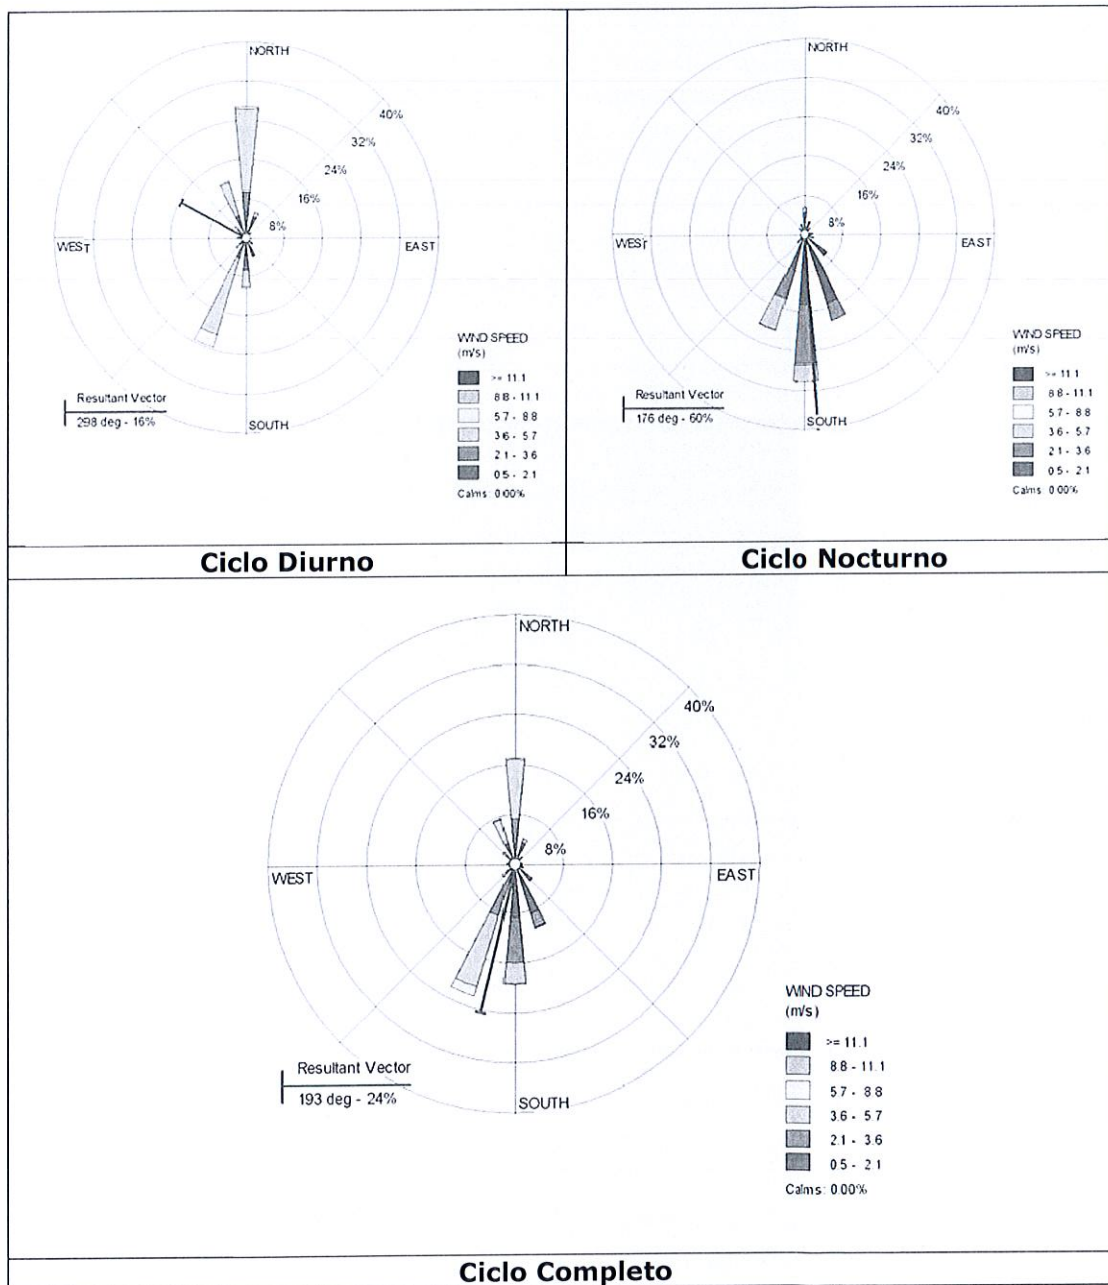 NORTH
40%
32%
24%
16%
8%
WEST
EAST
SOUTH
WIND SPEED
(m/s)
>= 11.1
8.8 - 11.1
5.7 - 8.8
3.6 - 5.7
2.1 - 3.6
0.5 - 2.1
Calms: 0.00%
Resultant Vector
298 deg - 16%
Ciclo Diurno
NORTH
40%
32%
24%
16%
8%
WEST
EAST
SOUTH
WIND SPEED
(m/s)
>= 11.1
8.8 - 11.1
5.7 - 8.8
3.6 - 5.7
2.1 - 3.6
0.5 - 2.1
Calms: 0.00%
Resultant Vector
176 deg - 60%
Ciclo Nocturno
NORTH
40%
32%
24%
16%
8%
WEST
EAST
SOUTH
WIND SPEED
(m/s)
>= 11.1
8.8 - 11.1
5.7 - 8.8
3.6 - 5.7
2.1 - 3.6
0.5 - 2.1
Calms: 0.00%
Resultant Vector
193 deg - 24%
Ciclo Completo